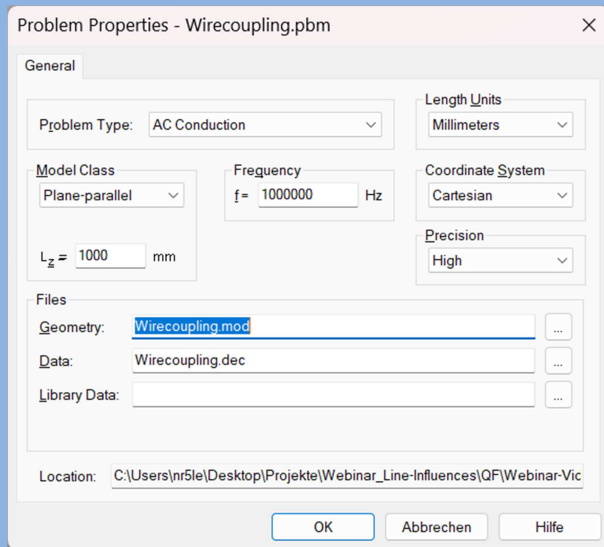 Problem Properties - Wirecoupling.pbm
General
Problem Type: AC Conduction
Length Units
Millimeters
Model Class
Plane-parallel
Frequency
f = 1000000 Hz
Coordinate System
Cartesian
Lz = 1000 mm
Precision
High
Files
Geometry: Wirecoupling.mod ...
Data: Wirecoupling.dec ...
Library Data: ...
Location: C:\Users\nr5le\Desktop\Projekte\Webinar_Line-Influences\QF\Webinar-Vic
OK Abbrechen Hilfe